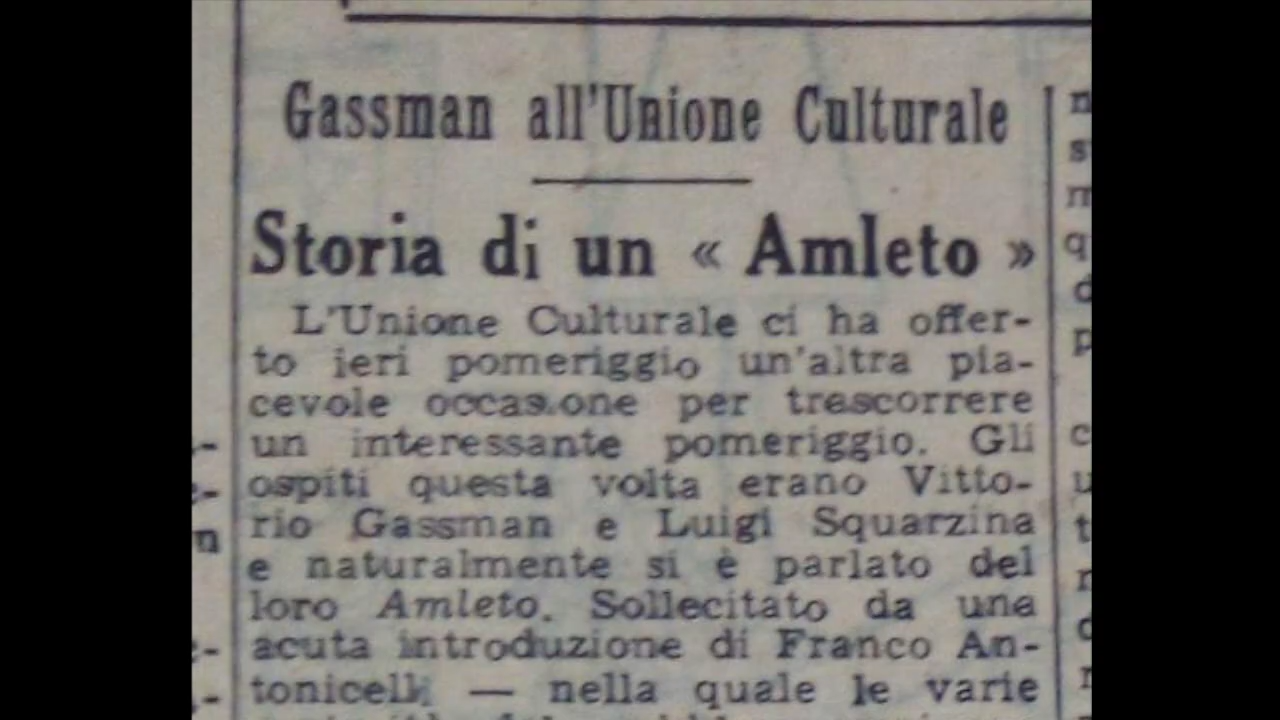 Gassman all'Unione Culturale
Storia di un « Amleto »
L'Unione Culturale ci ha offer-
to ieri pomeriggio un'altra pia-
cevole occasione per trascorrere
un interessante pomeriggio. Gli
ospiti questa volta erano Vitto-
rio Gassman e Luigi Squarzina
e naturalmente si è parlato del
loro Amleto. Sollecitato da una
acuta introduzione di Franco An-
tonicelli — nella quale le varie